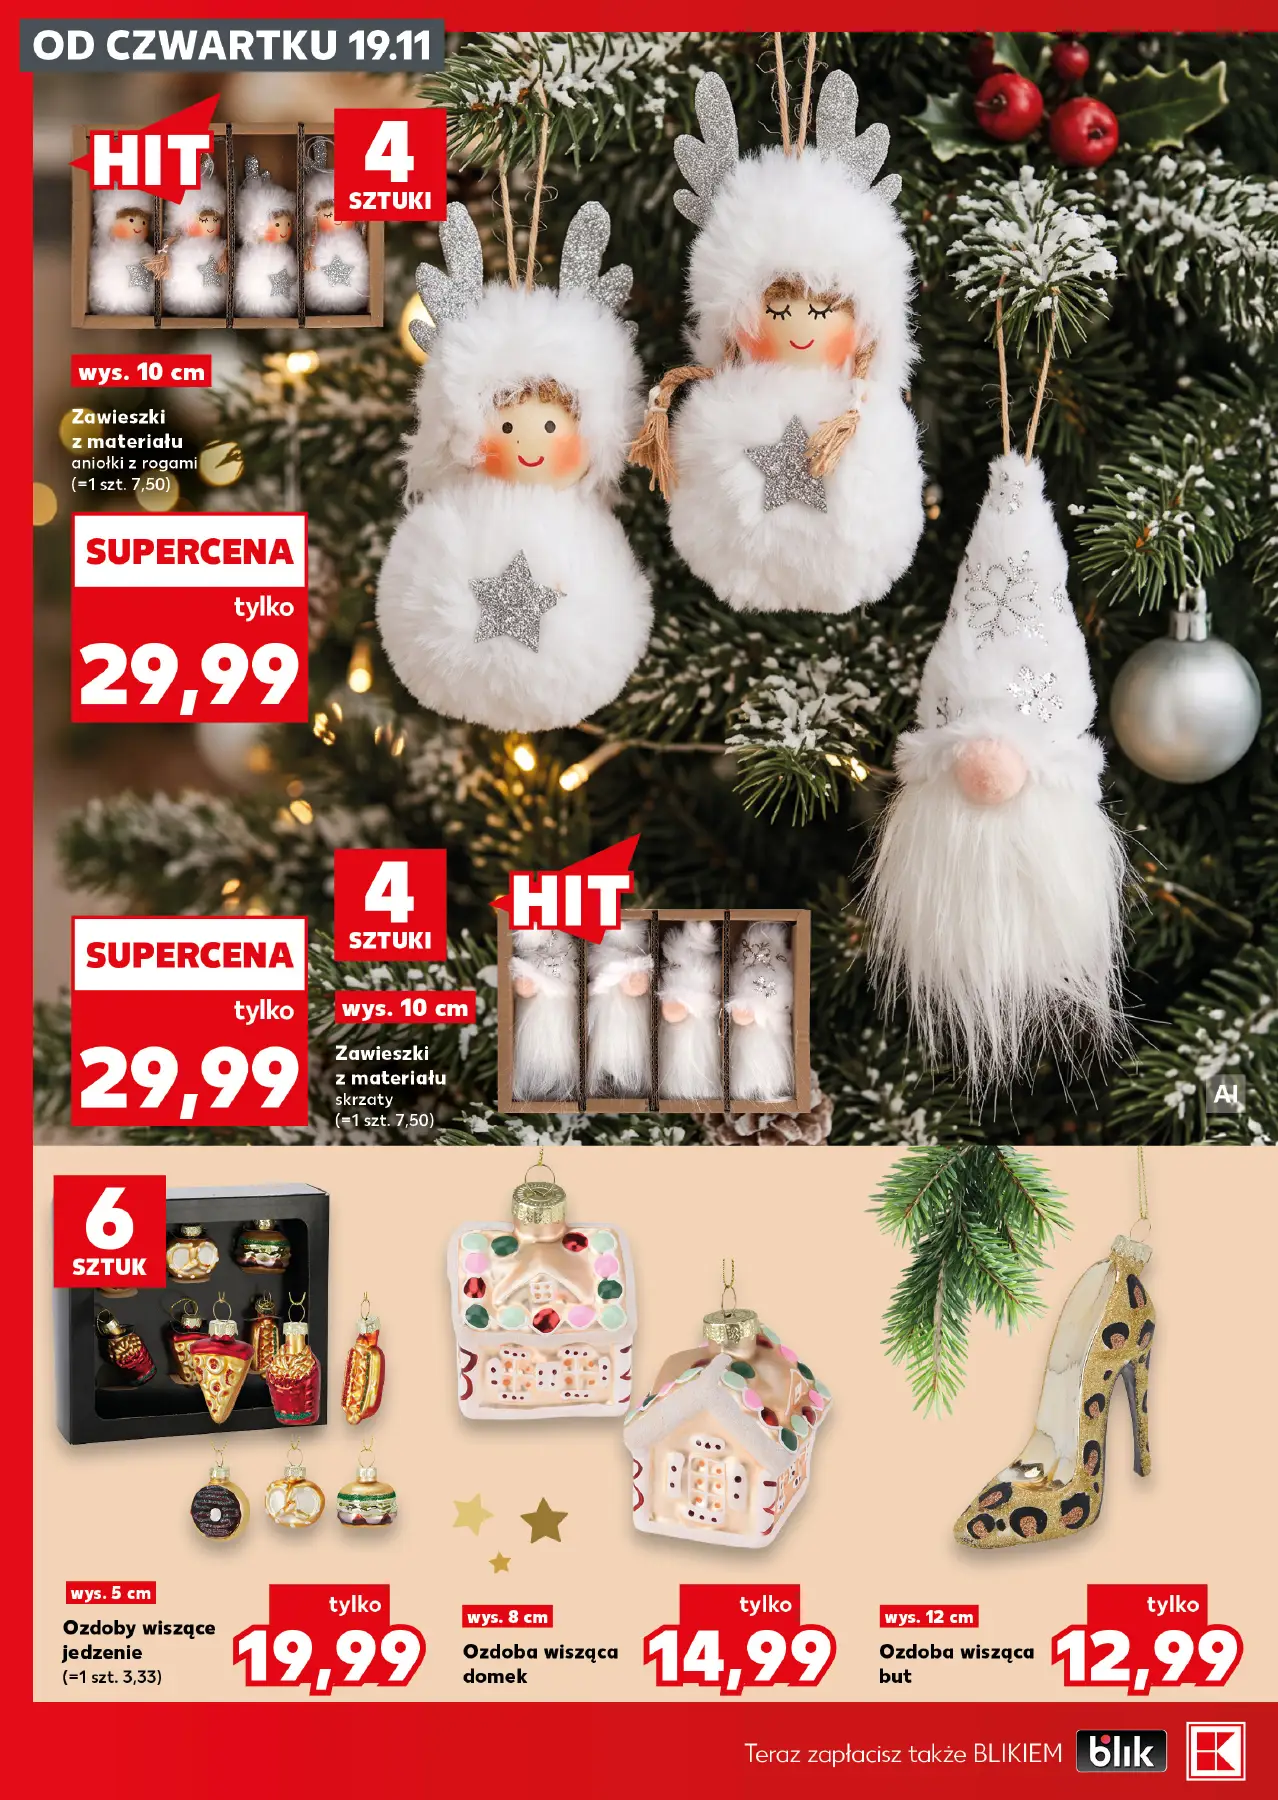 OD CZWARTKU 19.11
HIT
4
SZTUKI
wys. 10 cm
Zawieszki
z materiału
aniołki z rogami
(=1 szt. 7,50)
SUPERCENA
tylko
29,99
SUPERCENA
tylko
29,99
4
SZTUKI
HIT
wys. 10 cm
Zawieszki
z materiału
skrzaty
(=1 szt. 7,50)
AI
6
SZTUK
wys. 5 cm
Ozdoby wiszące
jedzenie
(=1 szt. 3,33)
tylko
19,99
wys. 8 cm
Ozdoba wisząca
domek
tylko
14,99
wys. 12 cm
Ozdoba wisząca
but
tylko
12,99
Teraz zapłacisz także BLIKIEM
blik
K